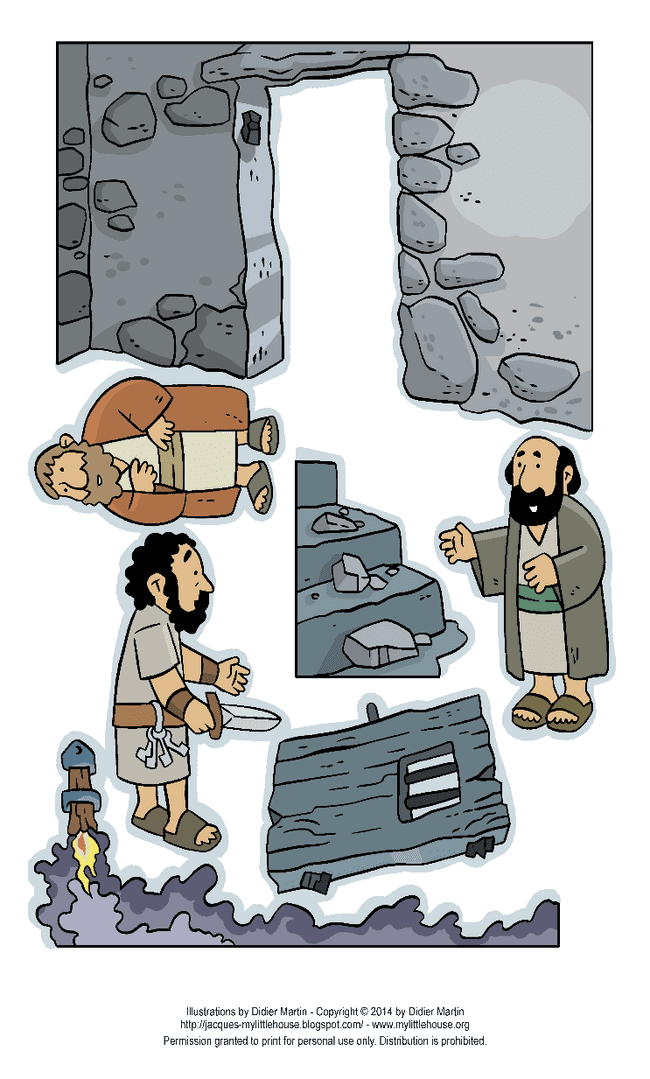 Illustrations by Didier Martin - Copyright © 2014 by Didier Martin
http://jacques-mylittlehouse.blogspot.com/ - www.mylittlehouse.org
Permission granted to print for personal use only. Distribution is prohibited.